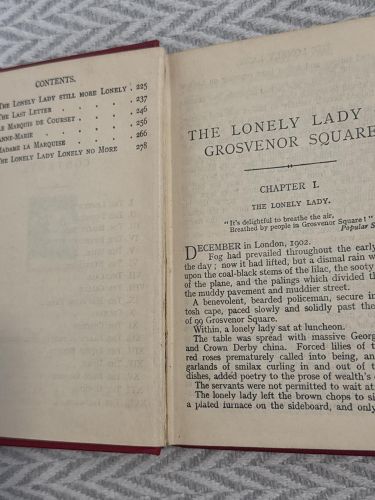 CONTENTS.
THE LONELY LADY STILL MORE LONELY . 225
THE LAST LETTER . . . . 237
LE MARQUIS DE COURSET . . . 246
ANNE-MARIE . . . . . 256
MADAME LA MARQUISE . . . 266
THE LONELY LADY LONELY NO MORE 278
THE LONELY LADY
GROSVENOR SQUARE
CHAPTER I.
THE LONELY LADY.
"It's delightful to breathe the air,
Breathed by people in Grosvenor Square!"
Popular
DECEMBER in London, 1902.
Fog had prevailed throughout the early
the day; now it had lifted, but a dismal rain
upon the coal-black stems of the lilac, the sooty
of the plane, and the palings which divided
the muddy pavement and muddier street.
A benevolent, bearded policeman, secure in
tosh cape, paced slowly and solidly past the
of 99 Grosvenor Square.
Within, a lonely lady sat at luncheon.
The table was spread with massive
and Crown Derby china. Forced lilies of
red roses prematurely called into being, an
garlands of smilax curling in and out of
dishes, added poetry to the prose of wealth's
The servants were not permitted to wait a
The lonely lady left the brown chops to
a plated furnace on the sideboard, and only